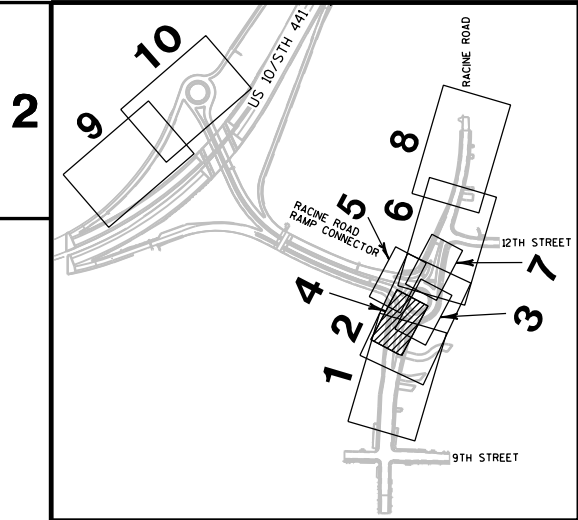 2
10
9
US 10/STH 441
RACINE ROAD
8
RACINE ROAD
RAMP CONNECTOR
5
6
12TH STREET
7
4
3
2
1
9TH STREET